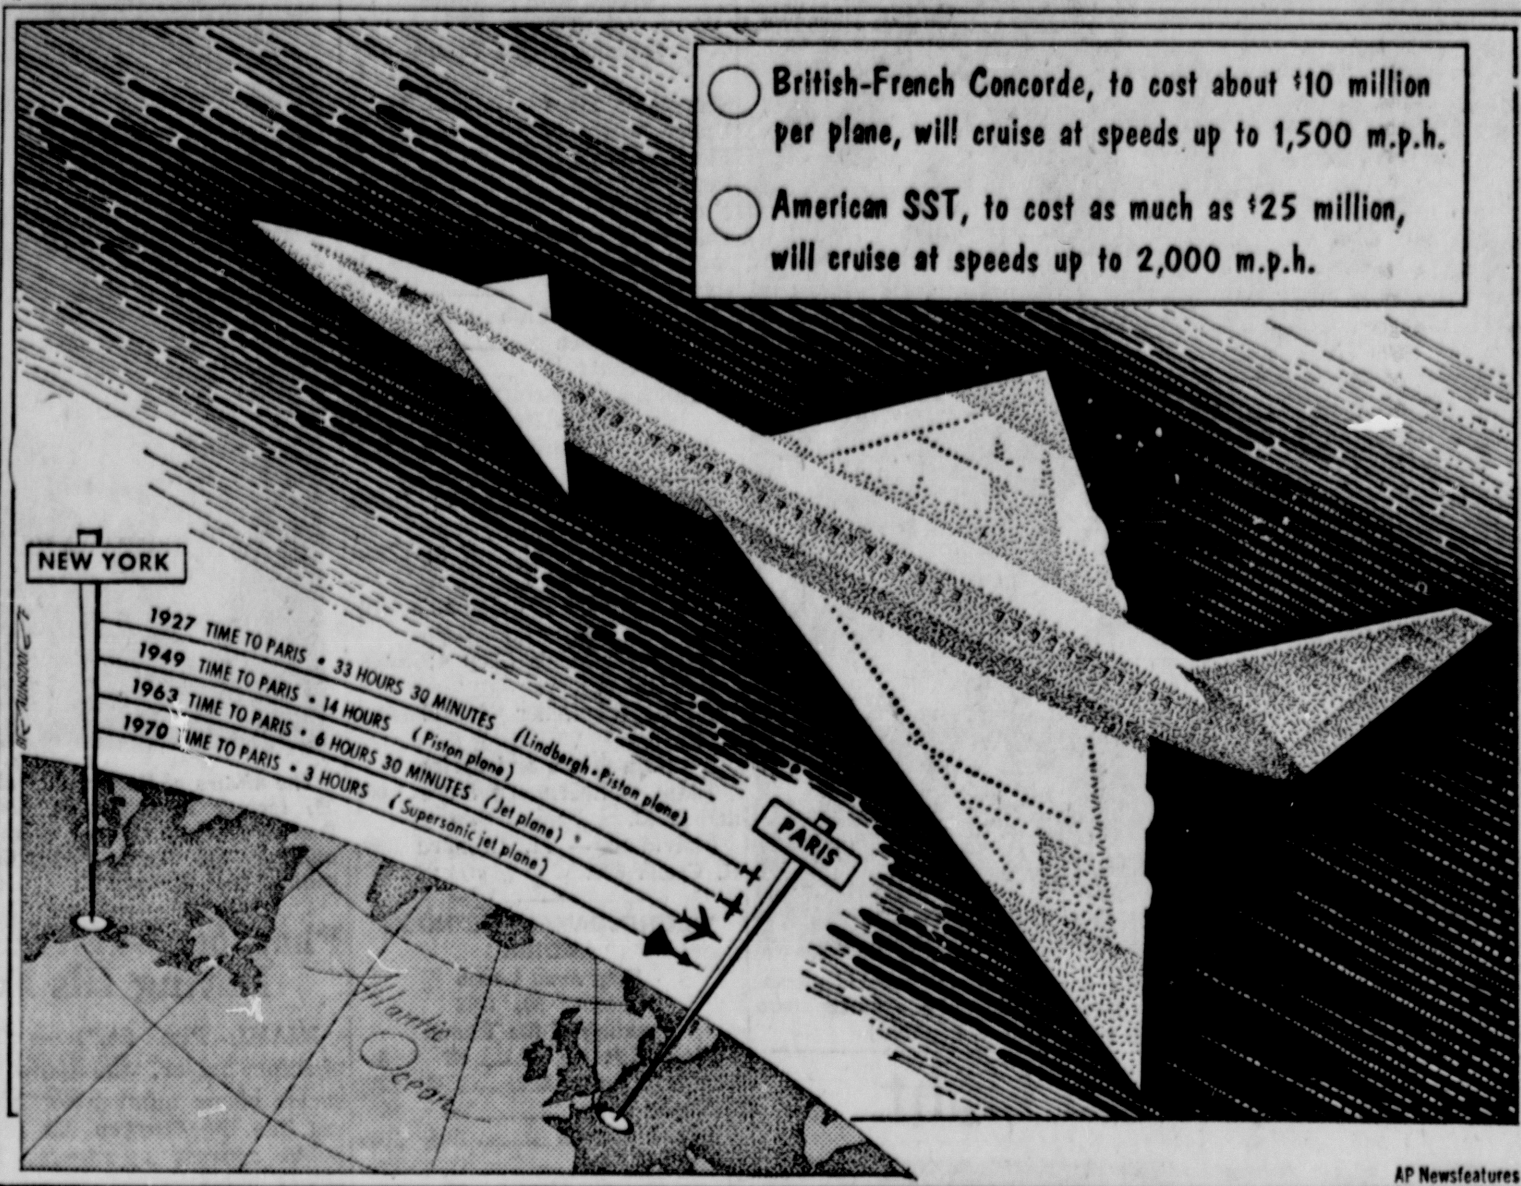 British-French Concorde, to cost about $10 million
per plane, will cruise at speeds up to 1,500 m.p.h.
American SST, to cost as much as $25 million,
will cruise at speeds up to 2,000 m.p.h.
NEW YORK
1927 TIME TO PARIS • 33 HOURS 30 MINUTES (Lindbergh-Piston plane)
1949 TIME TO PARIS • 14 HOURS (Piston plane)
1963 TIME TO PARIS • 6 HOURS 30 MINUTES (Jet plane)
1970 TIME TO PARIS • 3 HOURS (Supersonic jet plane)
PARIS
Atlantic
Ocean
AP Newsfeatures